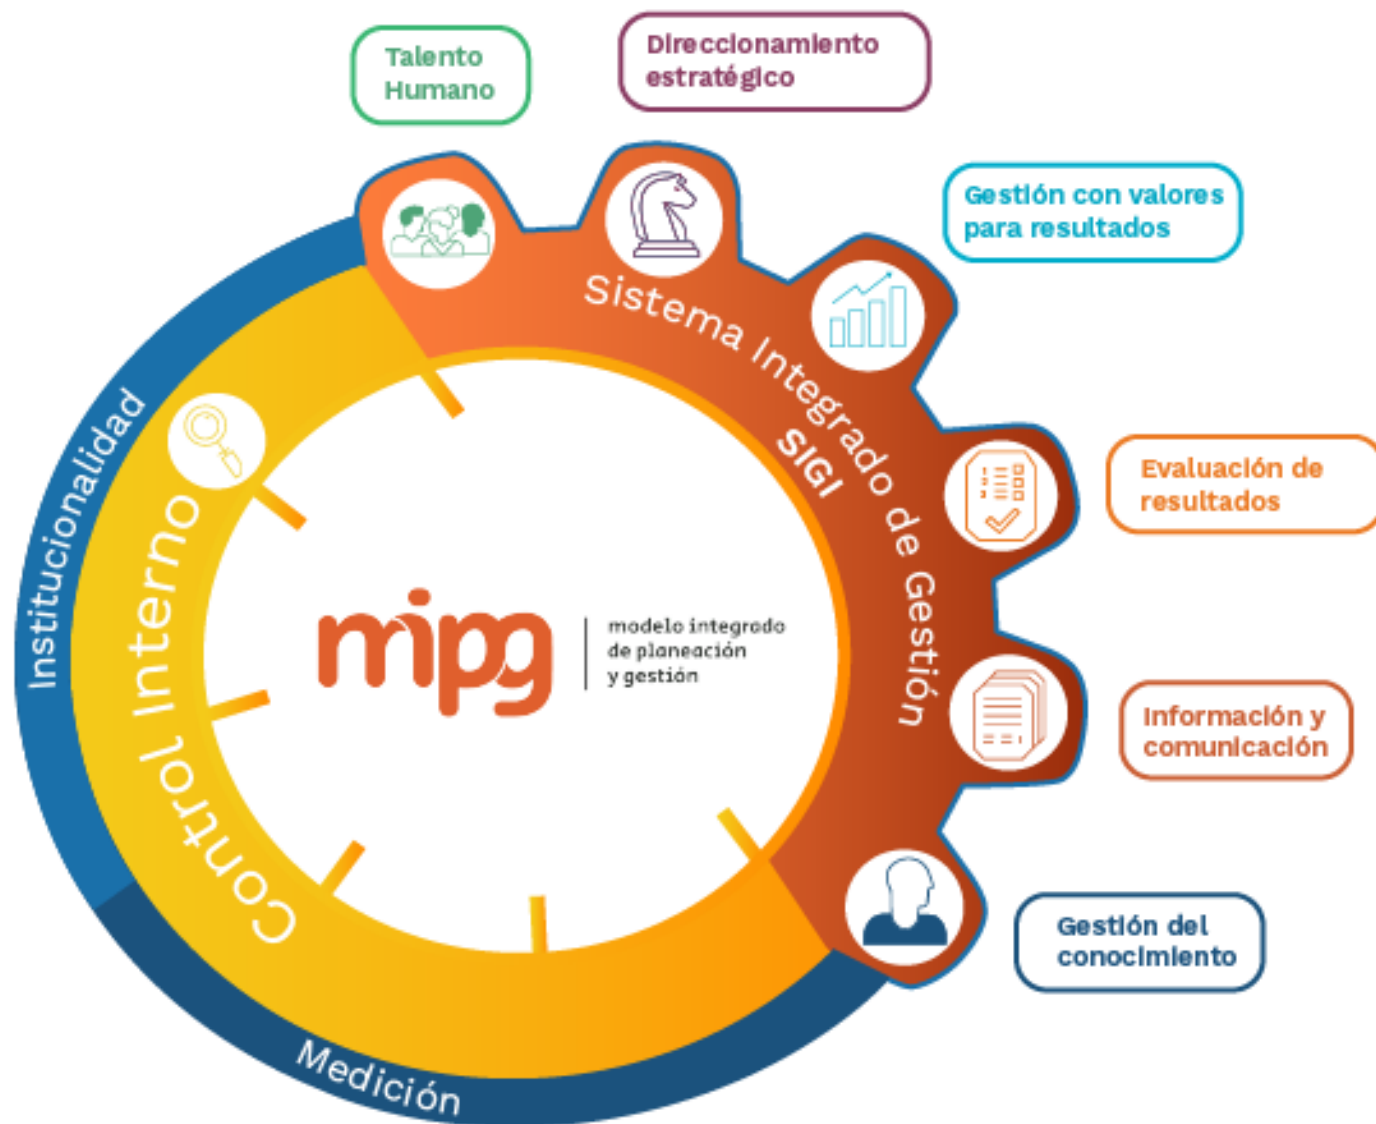 Talento
Humano
Direccionamiento
estratégico
Gestión con valores
para resultados
Sistema Integrado de Gestión
SIGI
Evaluación de
resultados
Institucionalidad
Control Interno
mipg
modelo integrado
de planeación
y gestión
Información y
comunicación
Gestión del
conocimiento
Medición